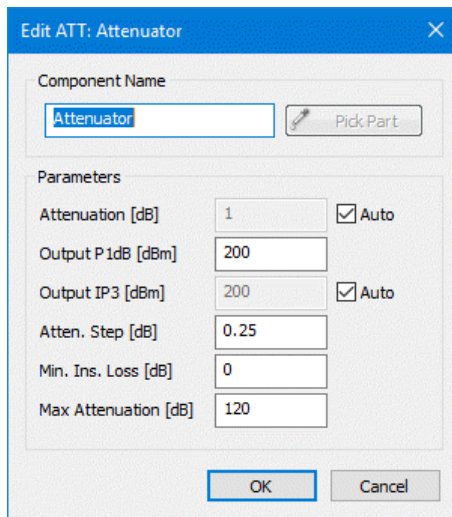 Edit ATT: Attenuator
Component Name
Attenuator Pick Part
Parameters
Attenuation [dB] 1 Auto
Output P1dB [dBm] 200
Output IP3 [dBm] 200 Auto
Atten. Step [dB] 0.25
Min. Ins. Loss [dB] 0
Max Attenuation [dB] 120
OK Cancel